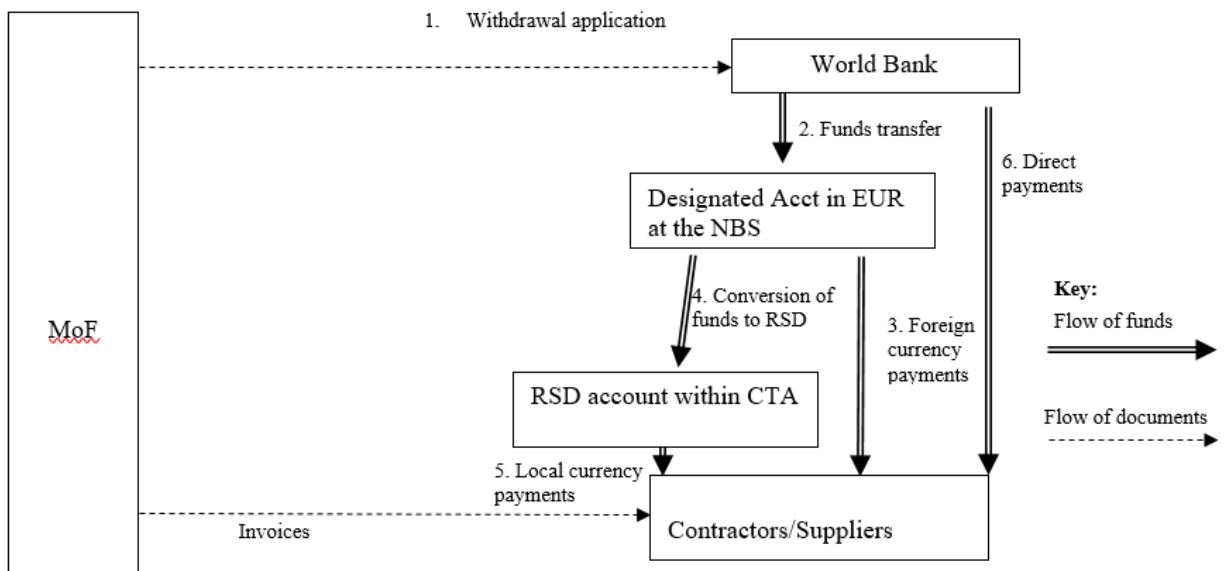 1. Withdrawal application
World Bank
2. Funds transfer
6. Direct
payments
Designated Acct in EUR
at the NBS
4. Conversion of
funds to RSD
3. Foreign
currency
payments
Key:
Flow of funds
MoF
RSD account within CTA
Flow of documents
5. Local currency
payments
Invoices
Contractors/Suppliers